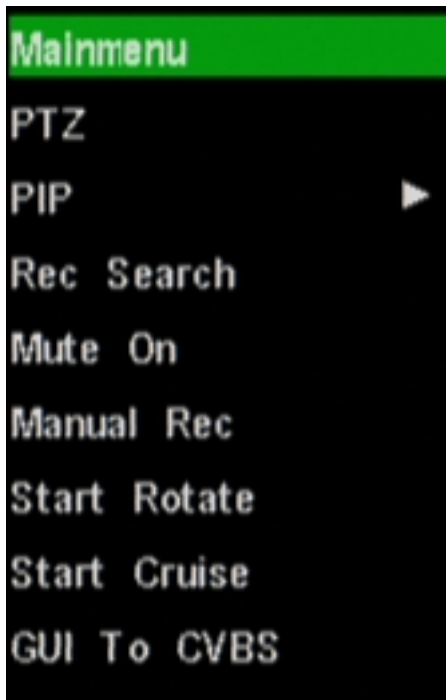 Mainmenu
PTZ
PIP
Rec Search
Mute On
Manual Rec
Start Rotate
Start Cruise
GUI To CVBS